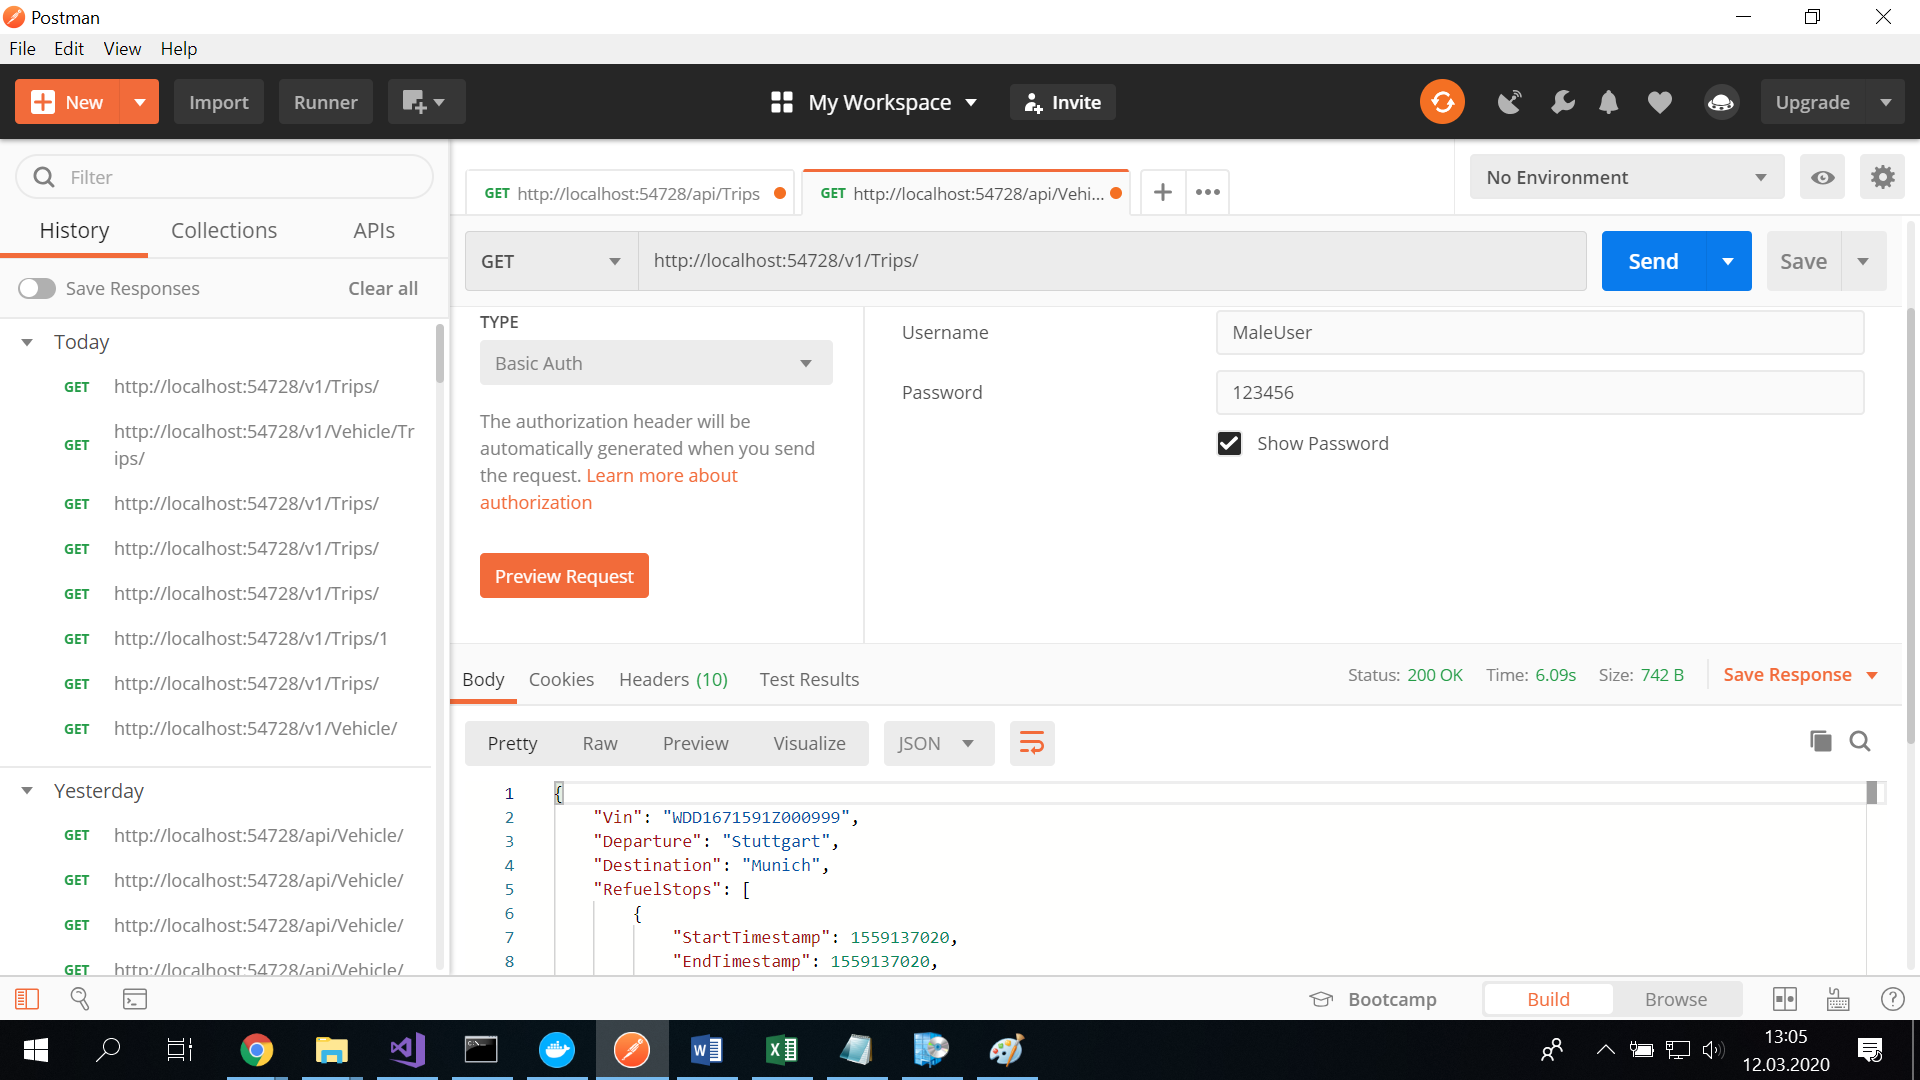 Postman
File Edit View Help
New Import Runner My Workspace Invite Upgrade
Filter
History Collections APIs
Save Responses Clear all
Today
GET http://localhost:54728/v1/Trips/
GET http://localhost:54728/v1/Vehicle/Tr
ips/
GET http://localhost:54728/v1/Trips/
GET http://localhost:54728/v1/Trips/
GET http://localhost:54728/v1/Trips/
GET http://localhost:54728/v1/Trips/1
GET http://localhost:54728/v1/Trips/
GET http://localhost:54728/v1/Vehicle/
Yesterday
GET http://localhost:54728/api/Vehicle/
GET http://localhost:54728/api/Vehicle/
GET http://localhost:54728/api/Vehicle/
GET http://localhost:54728/api/Vehicle/
GET http://localhost:54728/api/Trips GET http://localhost:54728/api/Vehi... No Environment
GET http://localhost:54728/v1/Trips/ Send Save
TYPE
Basic Auth
The authorization header will be
automatically generated when you send
the request. Learn more about
authorization
Preview Request
Username MaleUser
Password 123456
Show Password
Body Cookies Headers (10) Test Results Status: 200 OK Time: 6.09s Size: 742 B Save Response
Pretty Raw Preview Visualize JSON
1 {
2 "Vin": "WDD1671591Z000999",
3 "Departure": "Stuttgart",
4 "Destination": "Munich",
5 "RefuelStops": [
6 {
7 "StartTimestamp": 1559137020,
8 "EndTimestamp": 1559137020,
Bootcamp Build Browse
13:05
12.03.2020